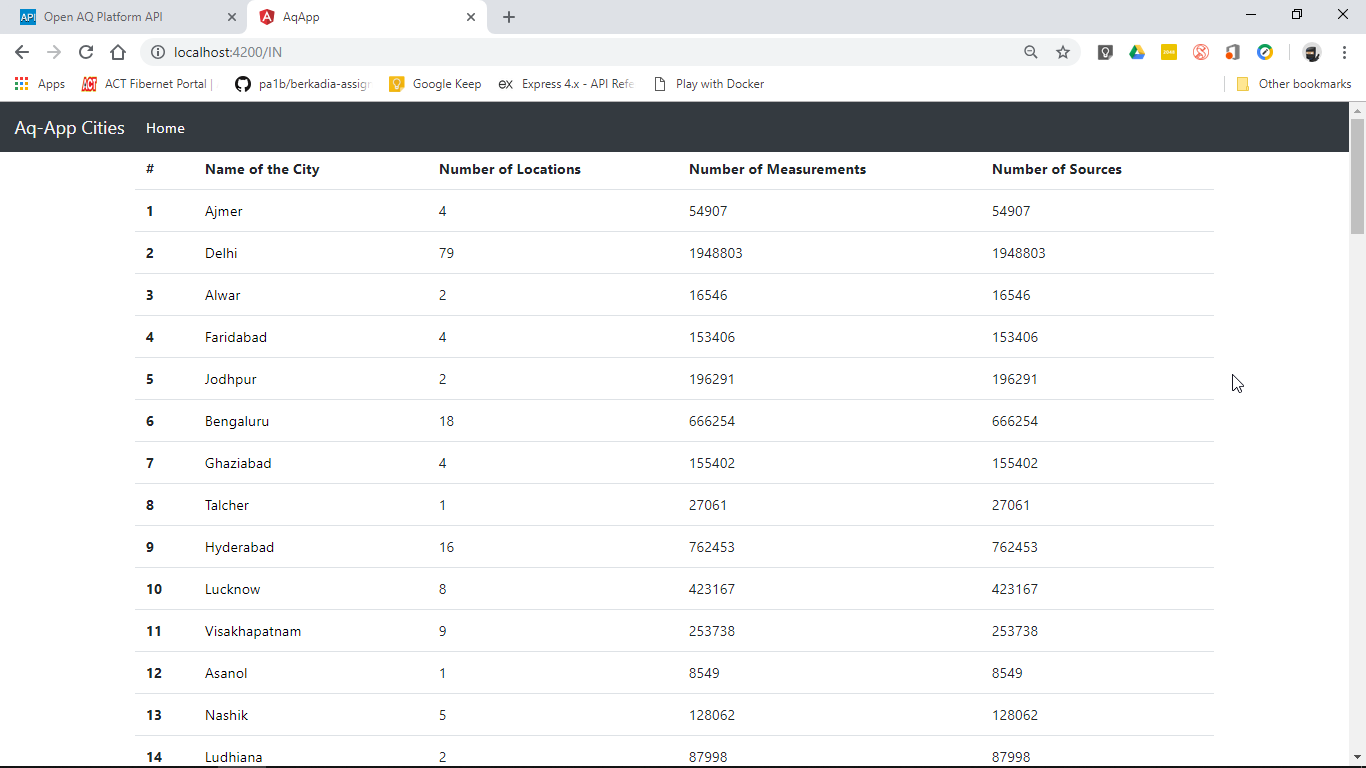 API Open AQ Platform API AqApp
localhost:4200/IN
Apps ACT ACT Fibernet Portal | pa1b/berkadia-assig Google Keep ex Express 4.x - API Refe Play with Docker Other bookmarks
Aq-App Cities Home
# Name of the City Number of Locations Number of Measurements Number of Sources
1 Ajmer 4 54907 54907
2 Delhi 79 1948803 1948803
3 Alwar 2 16546 16546
4 Faridabad 4 153406 153406
5 Jodhpur 2 196291 196291
6 Bengaluru 18 666254 666254
7 Ghaziabad 4 155402 155402
8 Talcher 1 27061 27061
9 Hyderabad 16 762453 762453
10 Lucknow 8 423167 423167
11 Visakhapatnam 9 253738 253738
12 Asanol 1 8549 8549
13 Nashik 5 128062 128062
14 Ludhiana 2 87998 87998